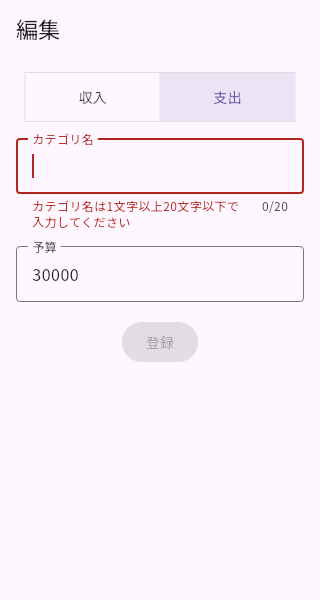 編集
収入
支出
カテゴリ名
カテゴリ名は1文字以上20文字以下で
入力してください
0/20
予算
30000
登録